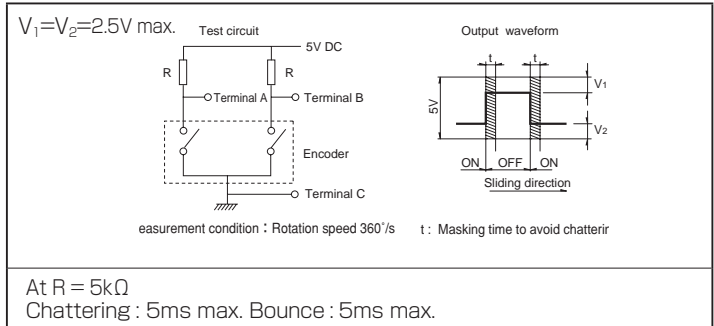 V₁=V₂=2.5V max.
Test circuit
5V DC
R
R
Terminal A
Terminal B
Encoder
Terminal C
easurement condition : Rotation speed 360˚/s
Output waveform
t
t
5V
V₁
V₂
ON
OFF
ON
Sliding direction
t : Masking time to avoid chatterir
At R = 5kΩ
Chattering : 5ms max. Bounce : 5ms max.